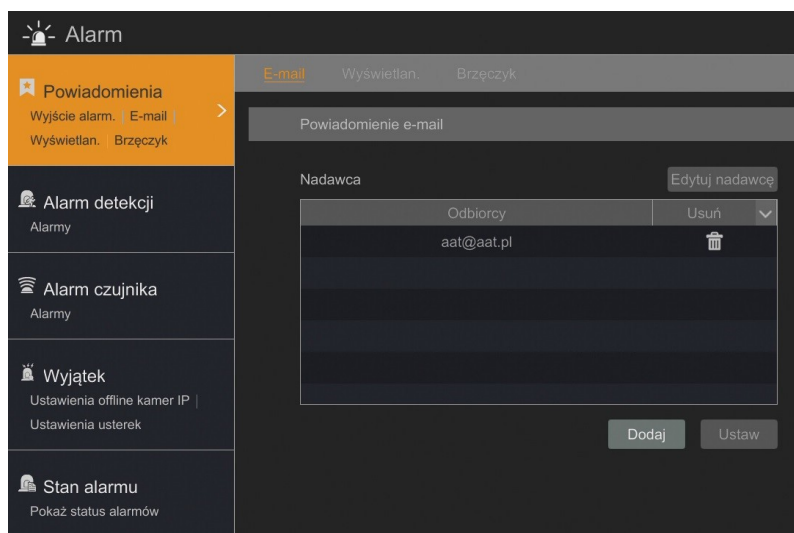 Alarm
Powiadomienia
Wyjście alarm. | E-mail |
Wyświetlan. | Brzęczyk
Alarm detekcji
Alarmy
Alarm czujnika
Alarmy
Wyjątek
Ustawienia offline kamer IP |
Ustawienia usterek
Stan alarmu
Pokaż status alarmów
E-mail Wyświetlan. Brzęczyk
Powiadomienie e-mail
Nadawca Edytuj nadawcę
Odbiorcy Usuń
aat@aat.pl
Dodaj Ustaw